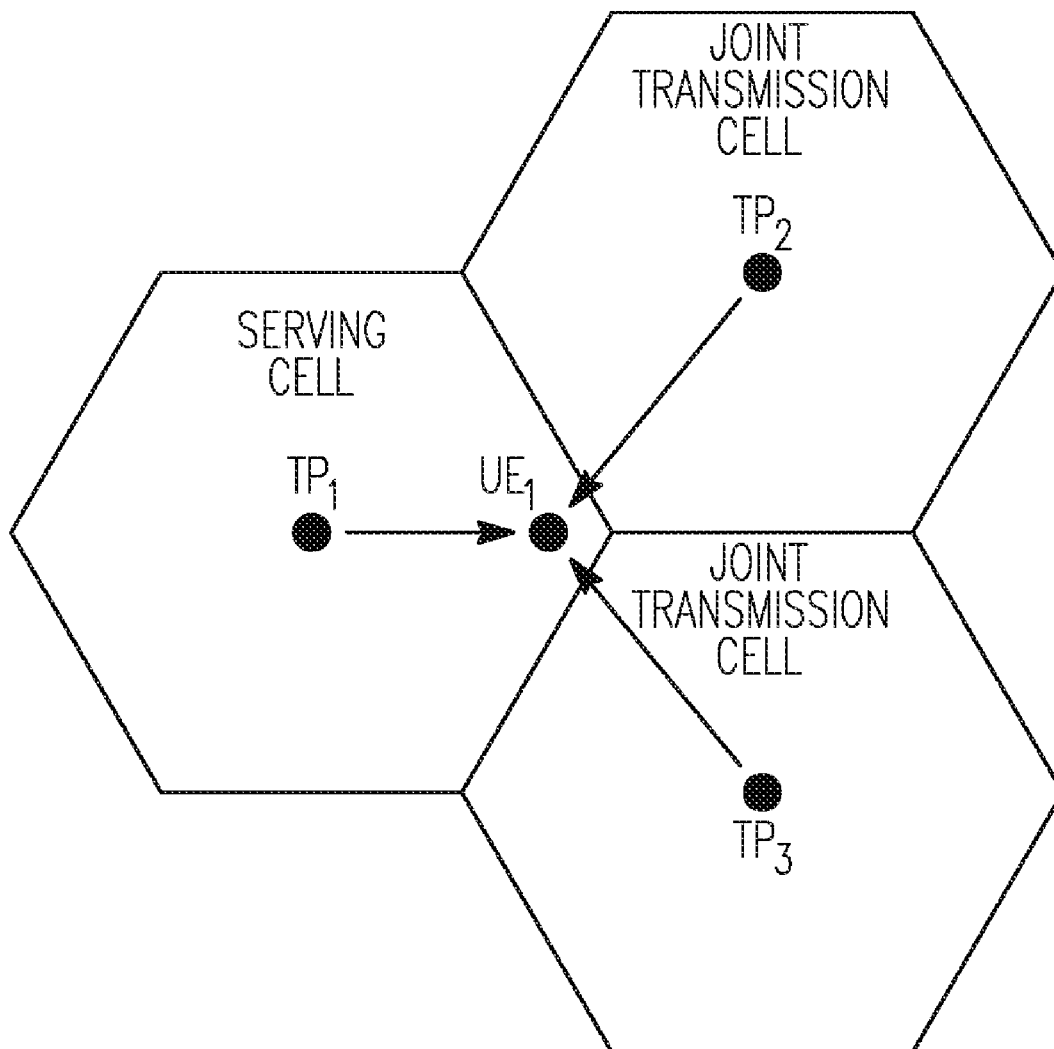 JOINT
TRANSMISSION
CELL
TP₂
SERVING
CELL
TP₁
UE₁
JOINT
TRANSMISSION
CELL
TP₃